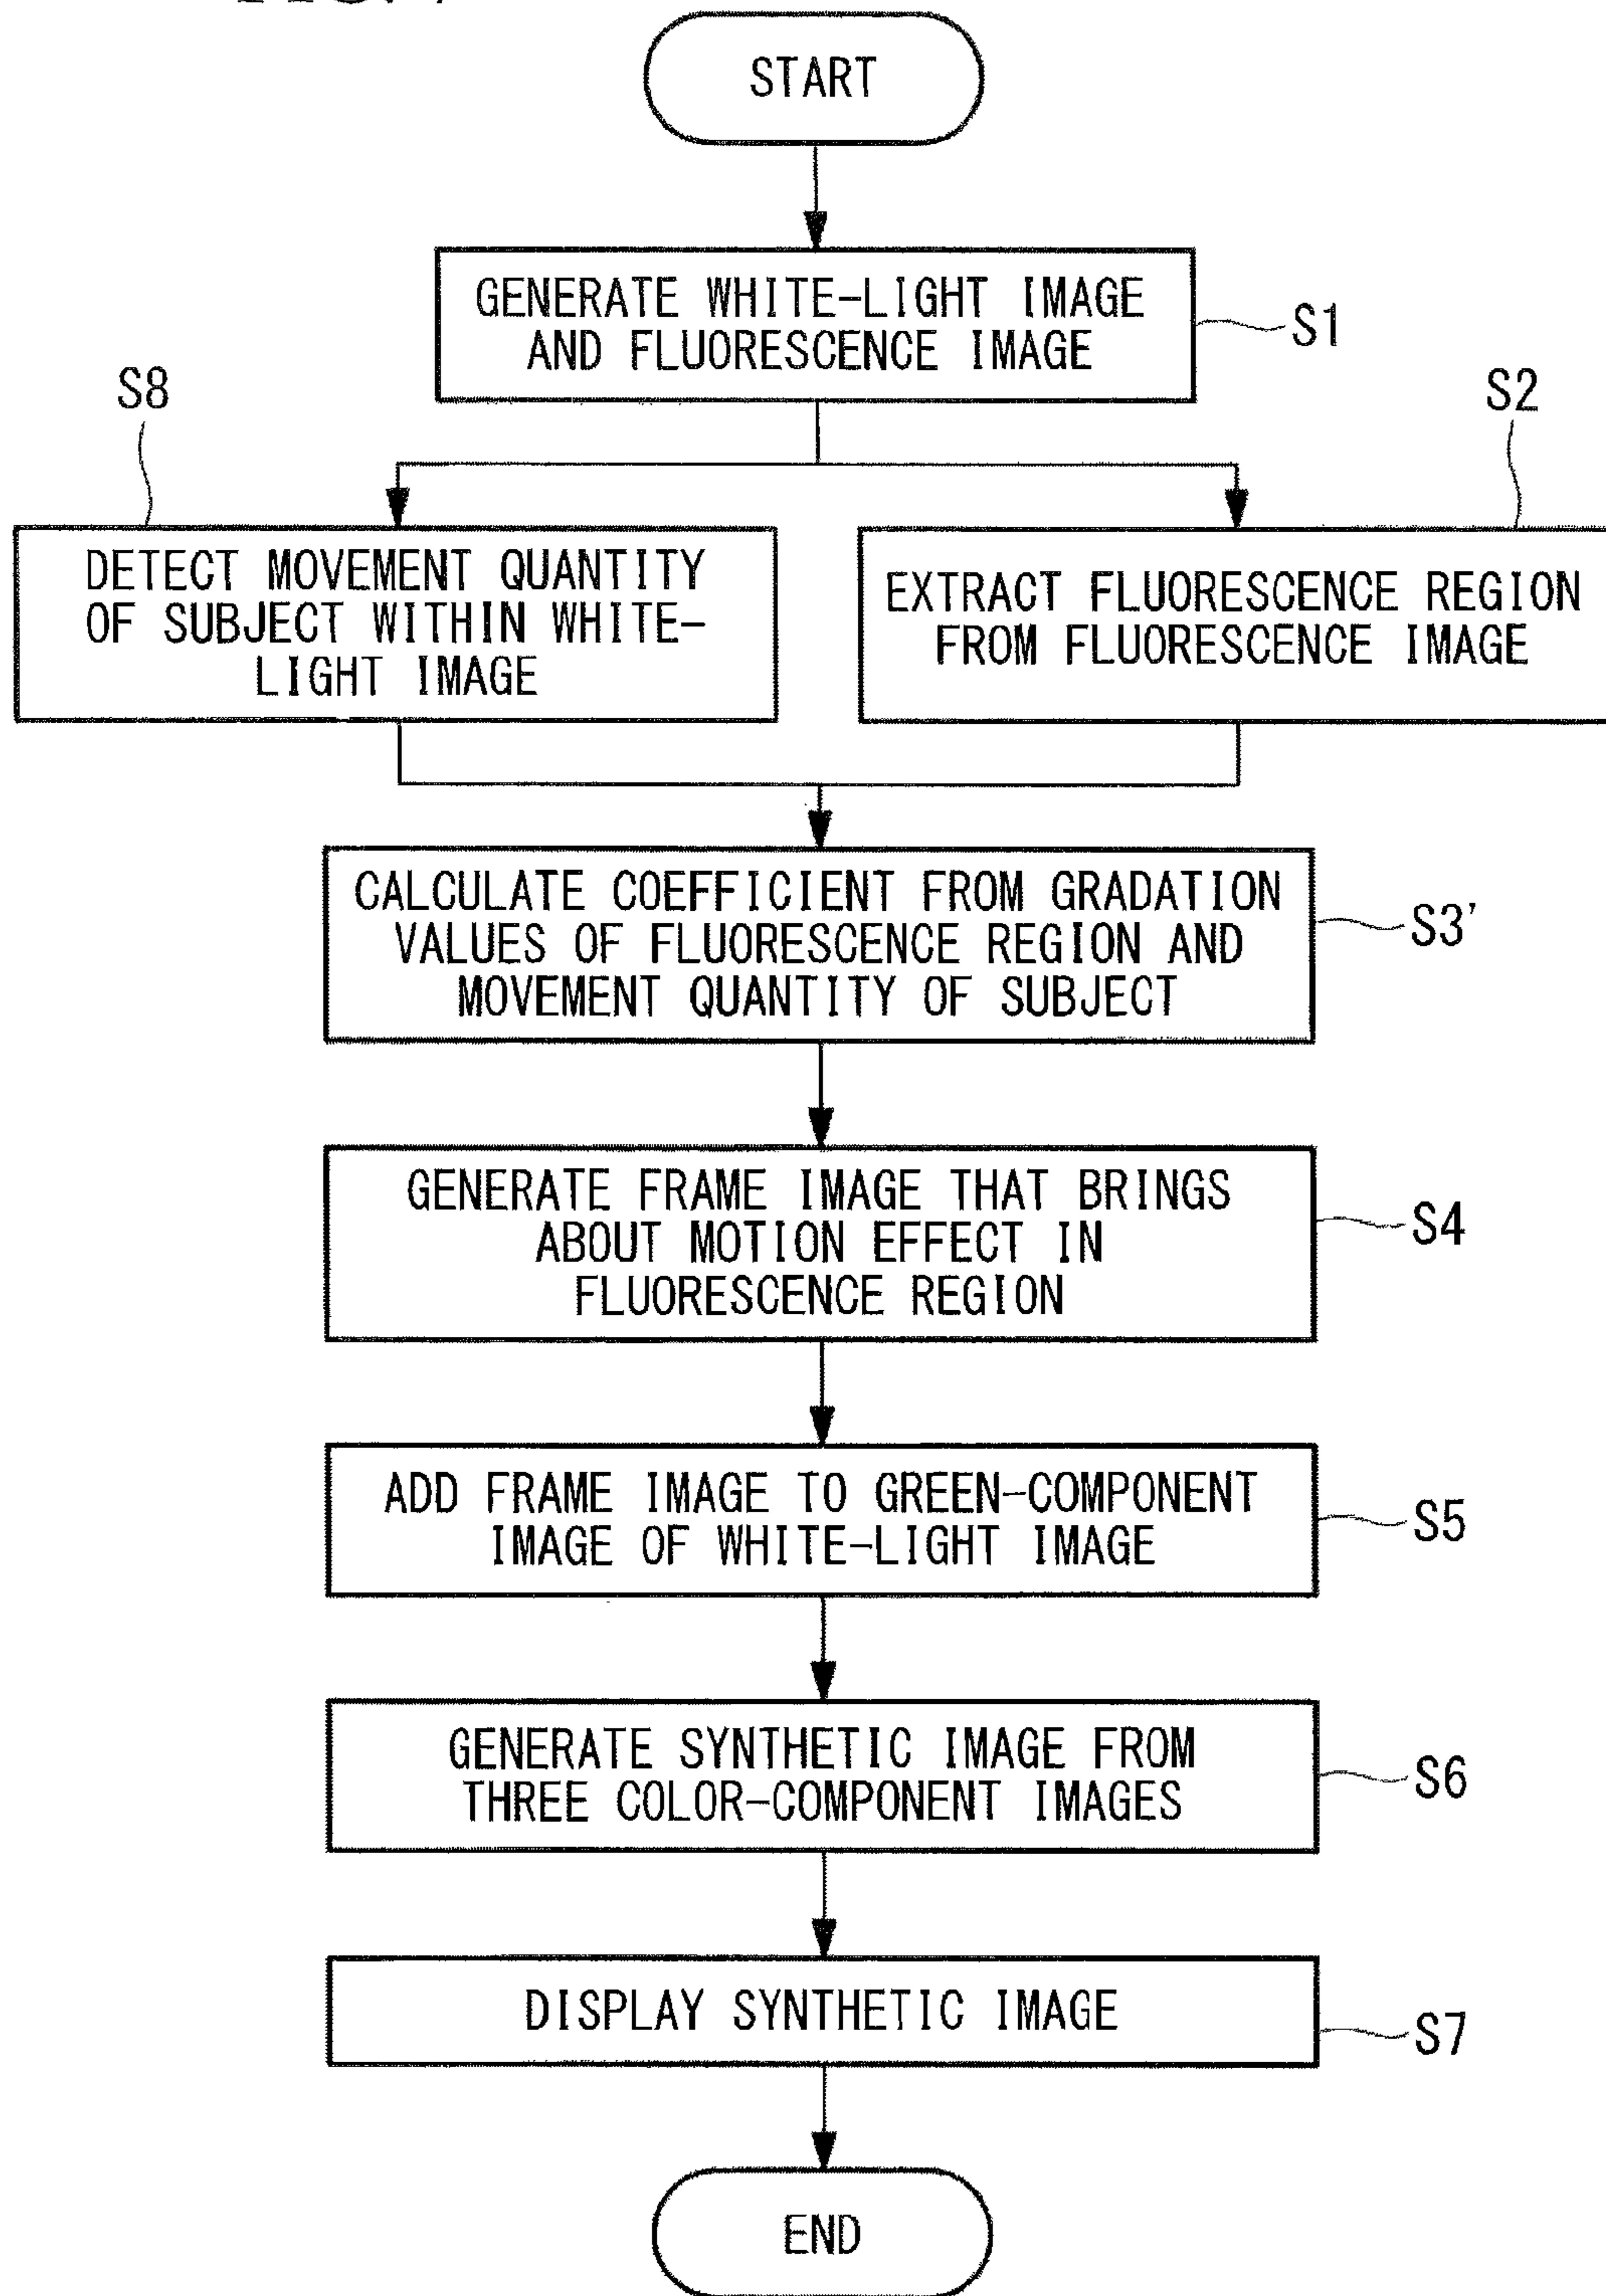 START
GENERATE WHITE-LIGHT IMAGE
AND FLUORESCENCE IMAGE
S1
S8
S2
DETECT MOVEMENT QUANTITY
OF SUBJECT WITHIN WHITE-
LIGHT IMAGE
EXTRACT FLUORESCENCE REGION
FROM FLUORESCENCE IMAGE
CALCULATE COEFFICIENT FROM GRADATION
VALUES OF FLUORESCENCE REGION AND
MOVEMENT QUANTITY OF SUBJECT
S3'
GENERATE FRAME IMAGE THAT BRINGS
ABOUT MOTION EFFECT IN
FLUORESCENCE REGION
S4
ADD FRAME IMAGE TO GREEN-COMPONENT
IMAGE OF WHITE-LIGHT IMAGE
S5
GENERATE SYNTHETIC IMAGE FROM
THREE COLOR-COMPONENT IMAGES
S6
DISPLAY SYNTHETIC IMAGE
S7
END